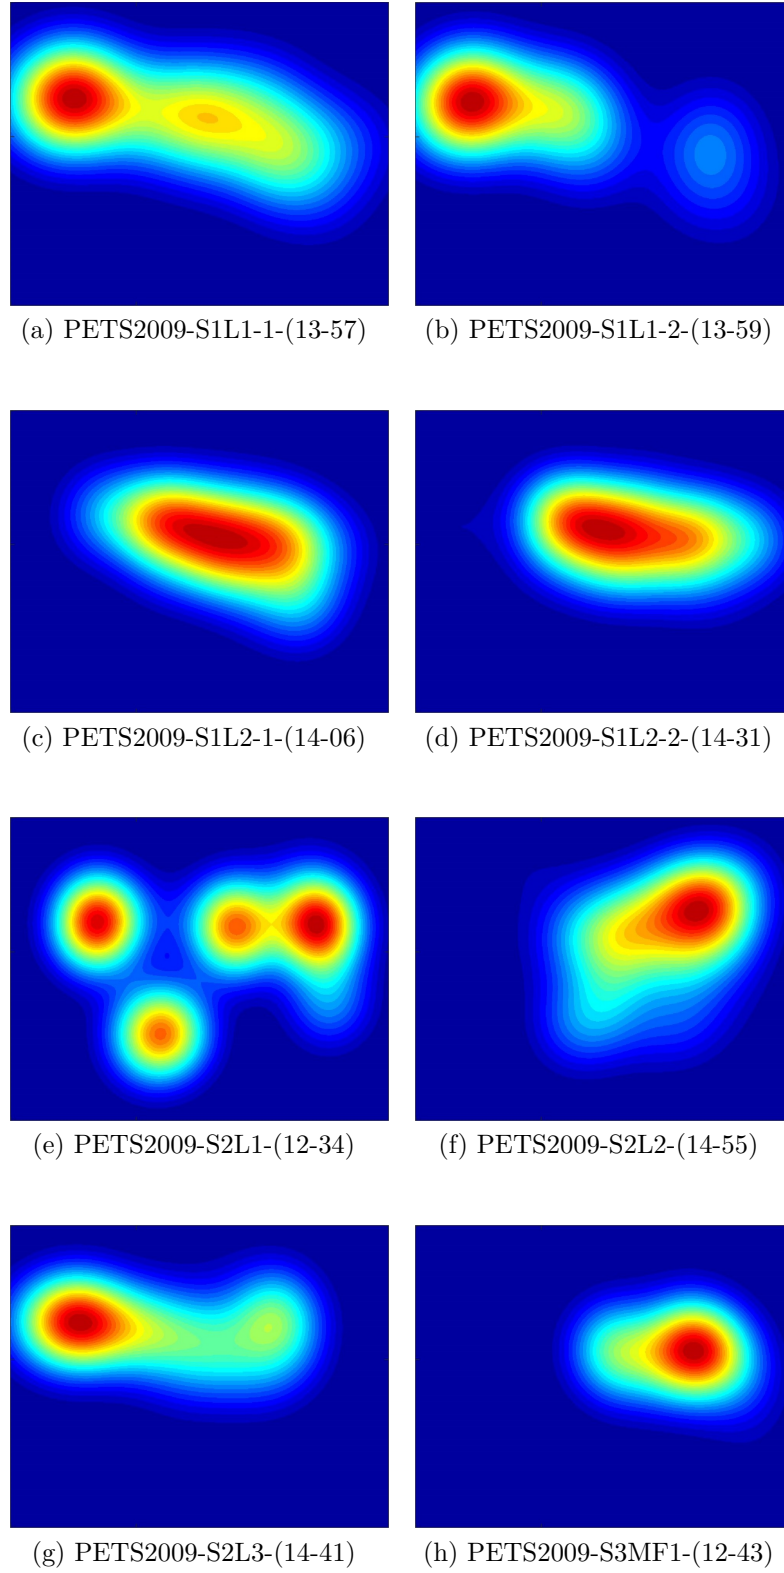 (a) PETS2009-S1L1-1-(13-57)
(b) PETS2009-S1L1-2-(13-59)
(c) PETS2009-S1L2-1-(14-06)
(d) PETS2009-S1L2-2-(14-31)
(e) PETS2009-S2L1-(12-34)
(f) PETS2009-S2L2-(14-55)
(g) PETS2009-S2L3-(14-41)
(h) PETS2009-S3MF1-(12-43)